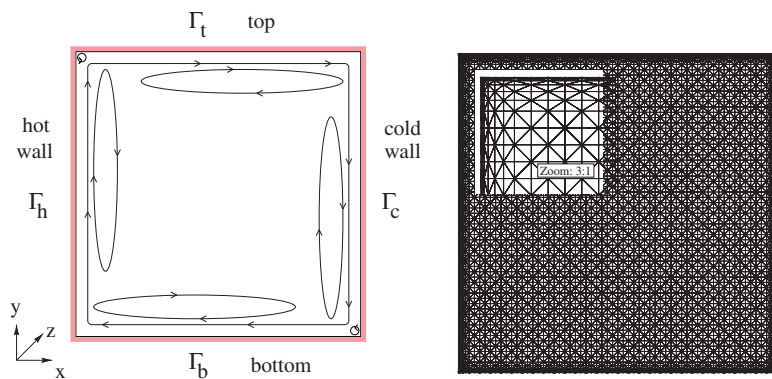 Γt top
hot
wall
cold
wall
Γh
Γc
y
z
x
Γb bottom
Zoom: 3:1